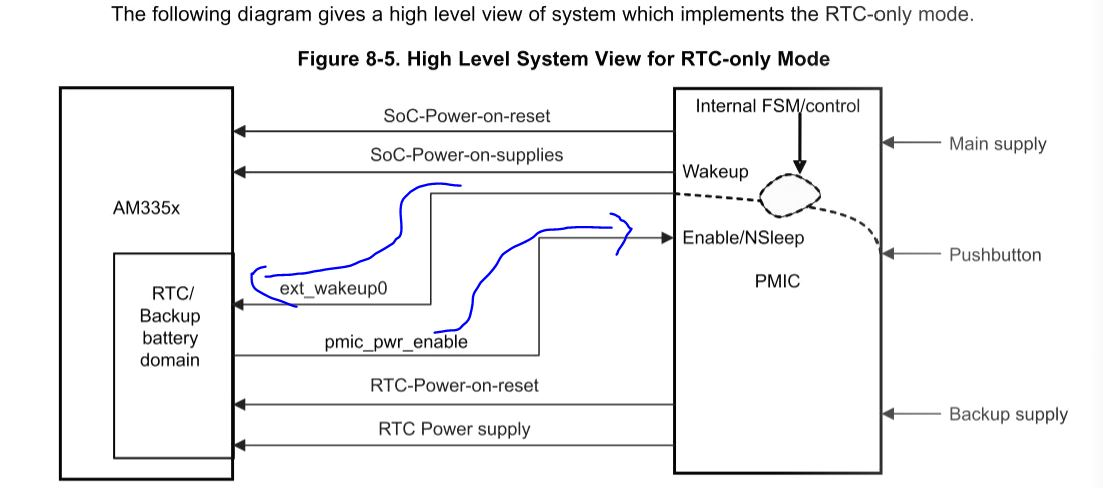 The following diagram gives a high level view of system which implements the RTC-only mode.
Figure 8-5. High Level System View for RTC-only Mode
SoC-Power-on-reset
Internal FSM/control
Main supply
SoC-Power-on-supplies
Wakeup
AM335x
Enable/NSleep
Pushbutton
PMIC
RTC/
Backup
battery
domain
ext_wakeup0
pmic_pwr_enable
RTC-Power-on-reset
Backup supply
RTC Power supply